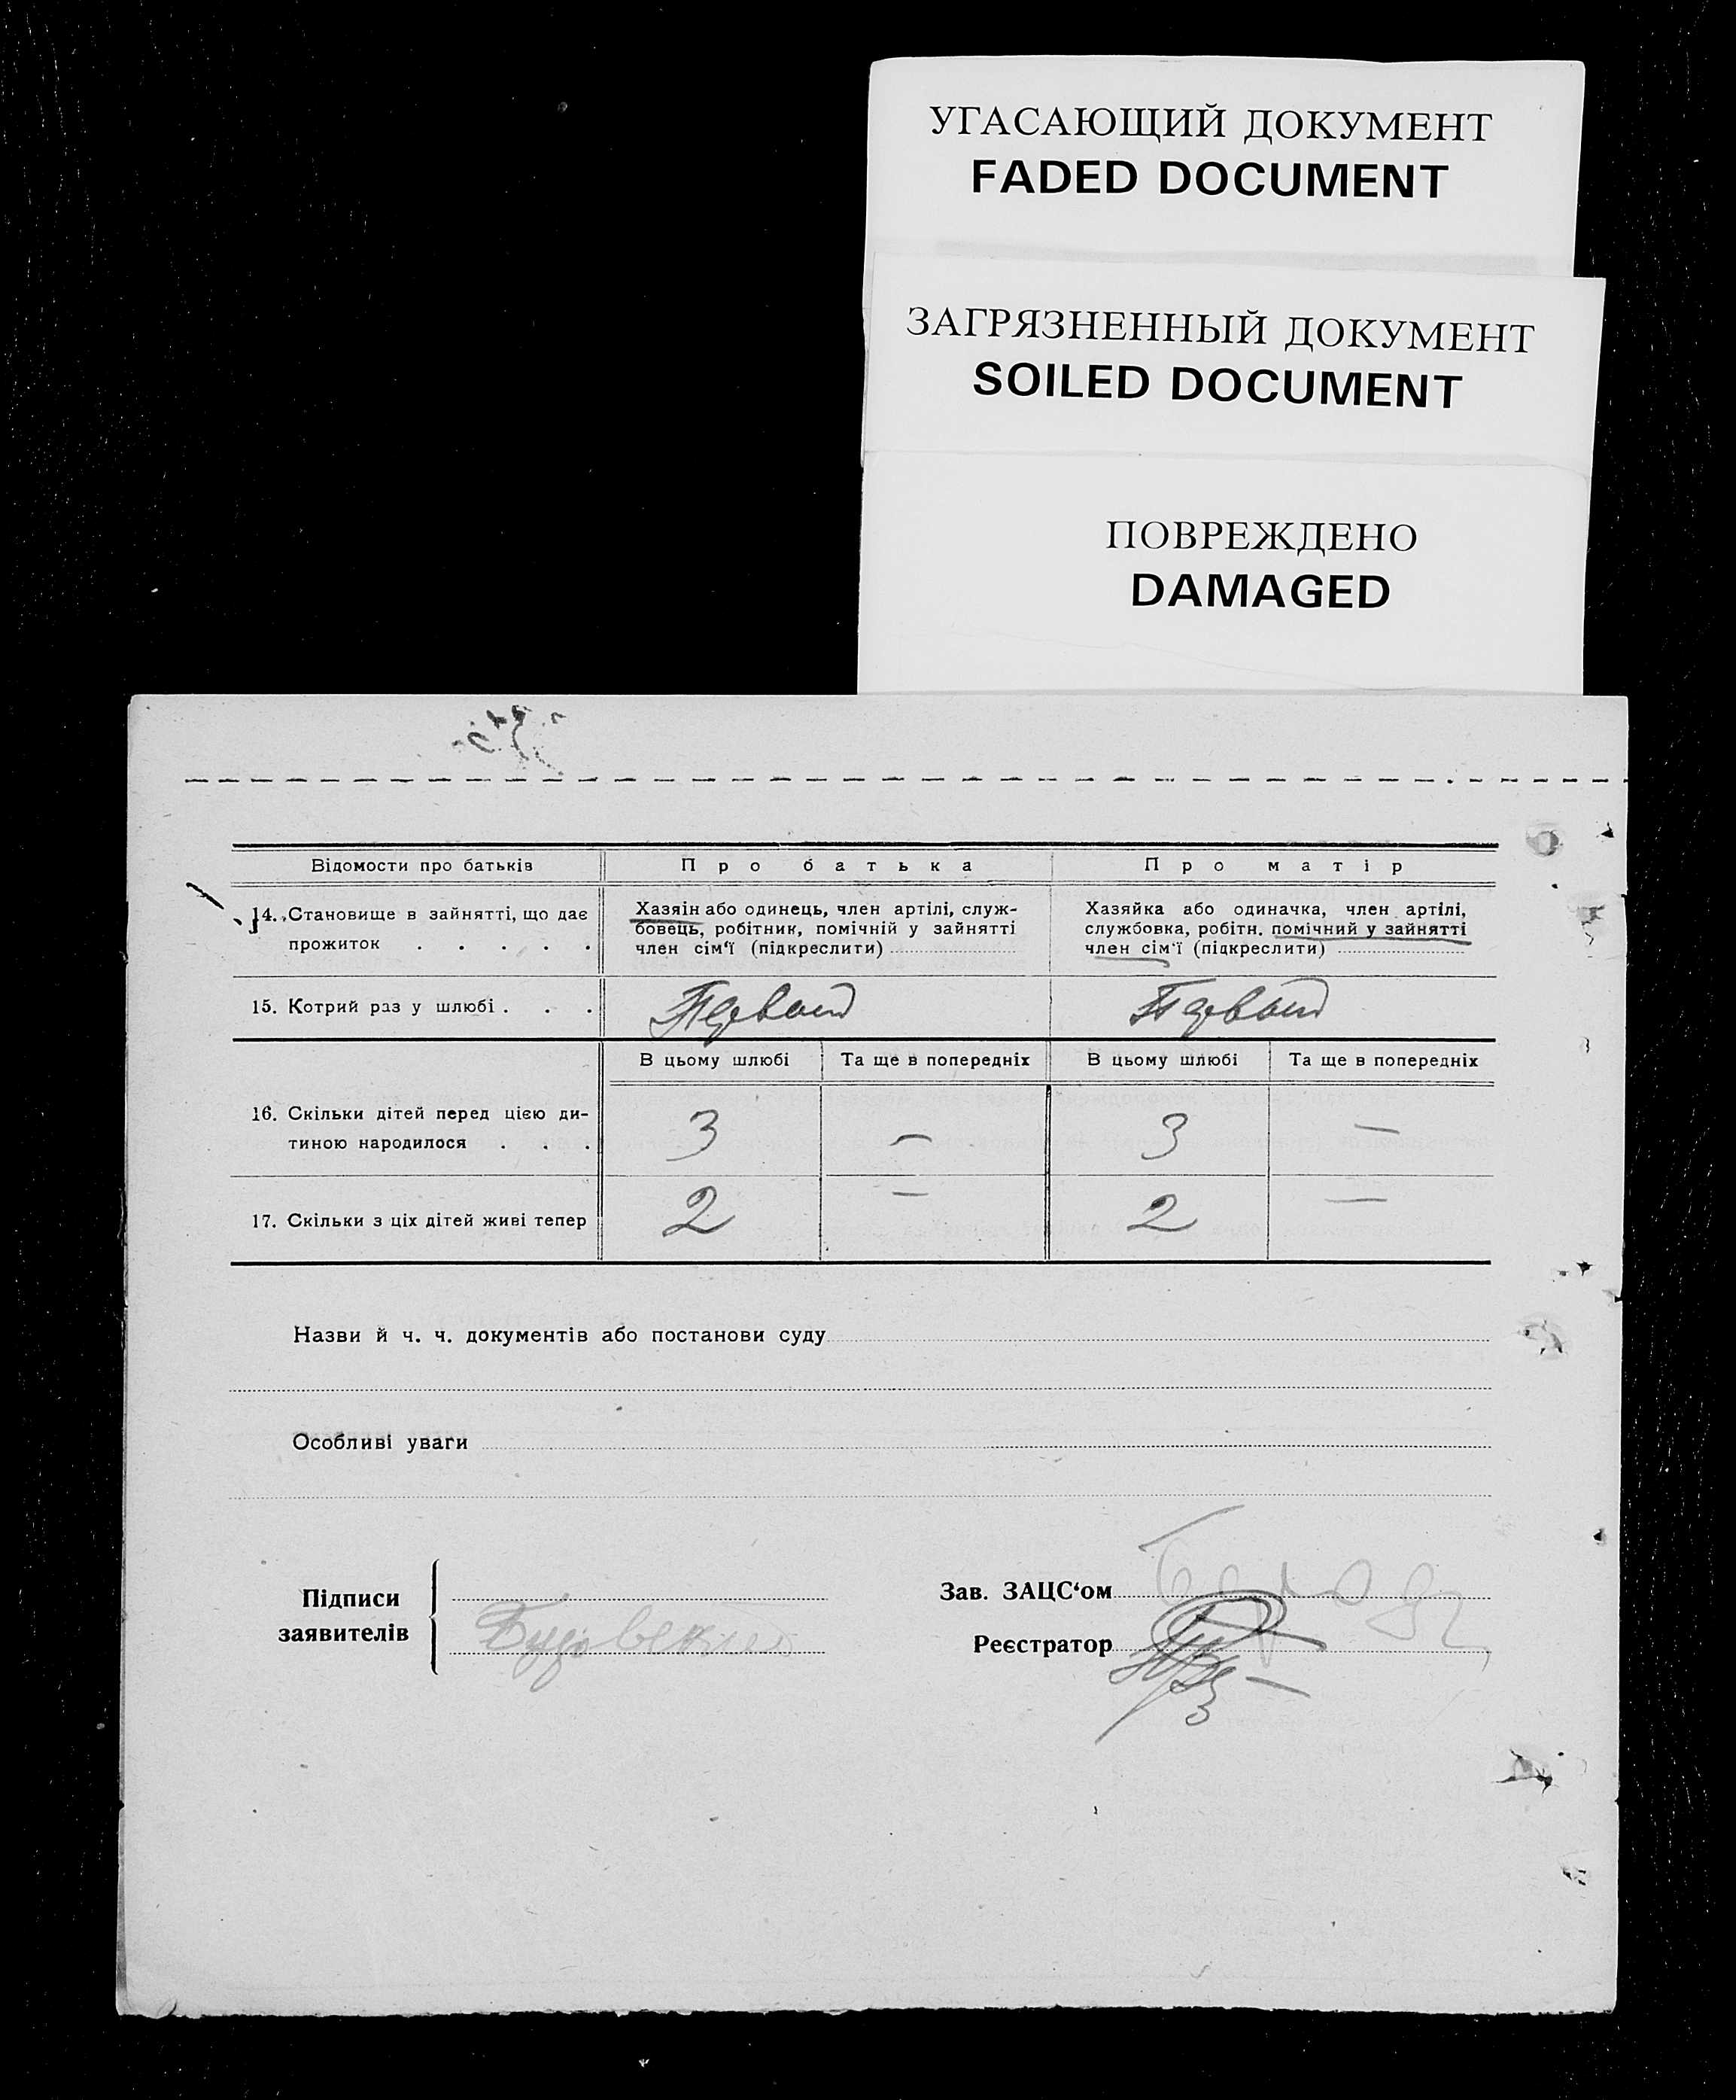 УГАСАЮЩИЙ ДОКУМЕНТ
FADED DOCUMENT
ЗАГРЯЗНЕННЫЙ ДОКУМЕНТ
SOILED DOCUMENT
ПОВРЕЖДЕНО
DAMAGED
Відомости про батьків
Про батька
Про матір
14. Становище в зайнятті, що дає
прожиток . . . . .
Хазяін або одинець, член артілі, служ-
бовець, робітник, помічній у зайнятті
член сім‘ї (підкреслити)
Хазяйка або одиначка, член артілі,
службовка, робітн. помічний у зайнятті
член сім‘ї (підкреслити)
15. Котрий раз у шлюбі . . .
В цьому шлюбі
Та ще в попередніх
В цьому шлюбі
Та ще в попередніх
16. Скільки дітей перед цією ди-
тиною народилося . . .
3
—
3
—
17. Скільки з ціх дітей живі тепер
2
—
2
—
Назви й ч. ч. документів або постанови суду
Особливі уваги
Підписи
заявителів
Зав. ЗАЦС‘ом
Реєстратор